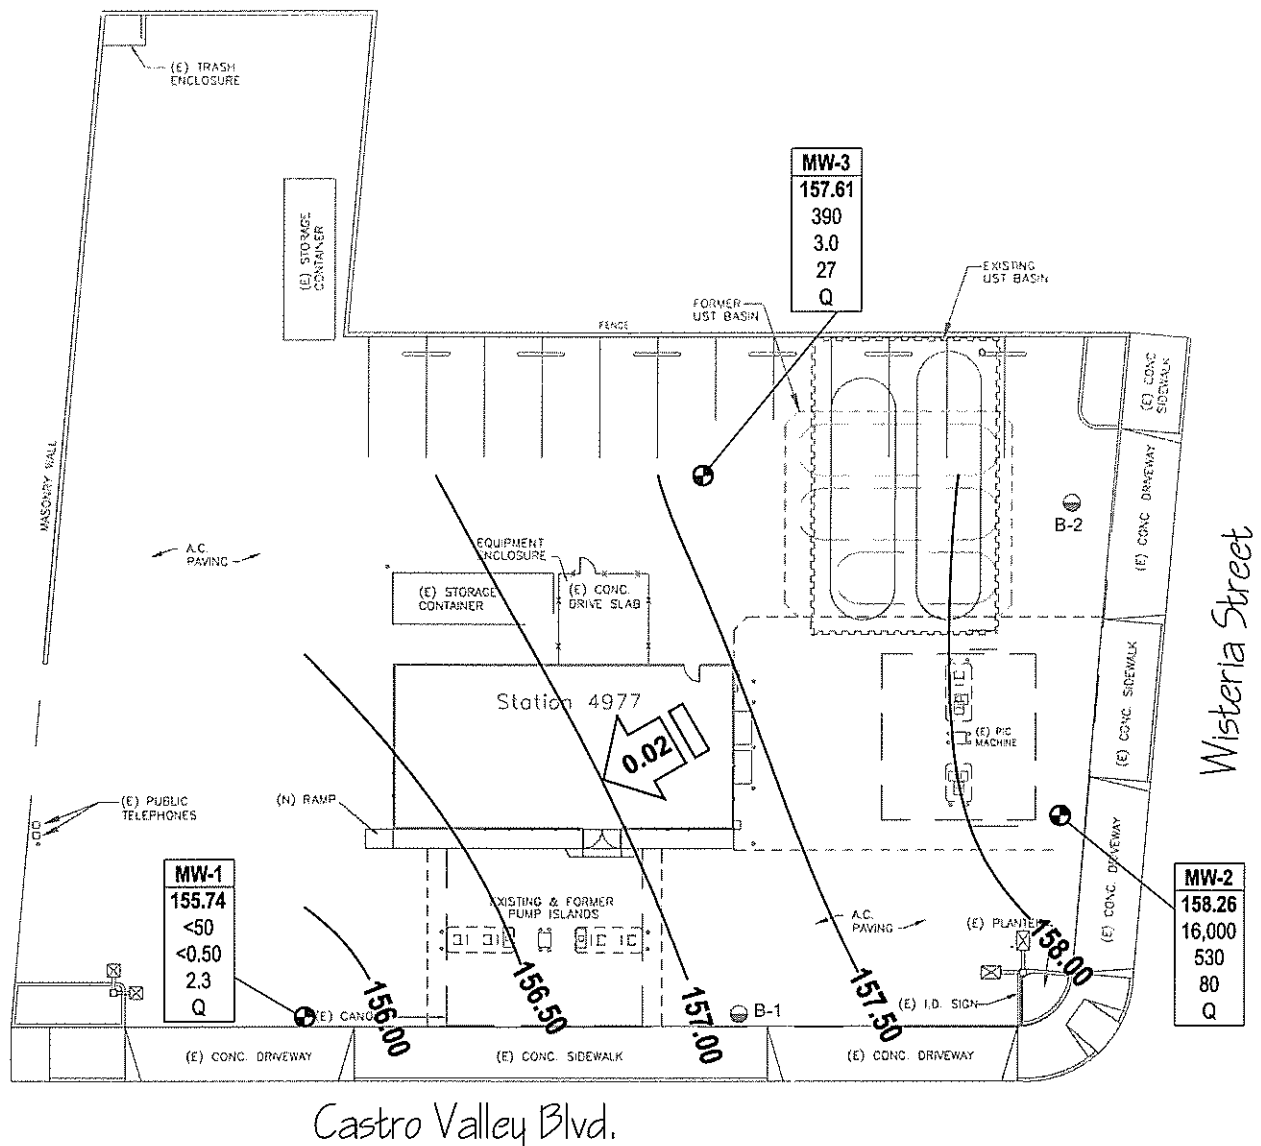 (E) TRASH
ENCLOSURE
(E) STORAGE
CONTAINER
MW-3
157.61
390
3.0
27
Q
EXISTING
UST BASIN
FORMER
UST BASIN
FENCE
(E) CONC
SIDEWALK
MASONRY WALL
A.C.
PAVING
EQUIPMENT
ENCLOSURE
(E) STORAGE
CONTAINER
(E) CONC.
DRIVE SLAB
B-2
(E) CONC. DRIVEWAY
Wisteria Street
Station 4977
0.02
(E) PIC
MACHINE
(E) CONC. SIDEWALK
(E) PUBLIC
TELEPHONES
(N) RAMP
(E) CONC. DRIVEWAY
MW-1
155.74
<50
<0.50
2.3
Q
EXISTING & FORMER
PUMP ISLANDS
A.C.
PAVING
(E) PLANTER
MW-2
158.26
16,000
530
80
Q
156.00
156.50
157.00
157.50
158.00
(E) CANO
B-1
(E) I.D. SIGN
(E) CONC. DRIVEWAY
(E) CONC. SIDEWALK
(E) CONC. DRIVEWAY
Castro Valley Blvd.